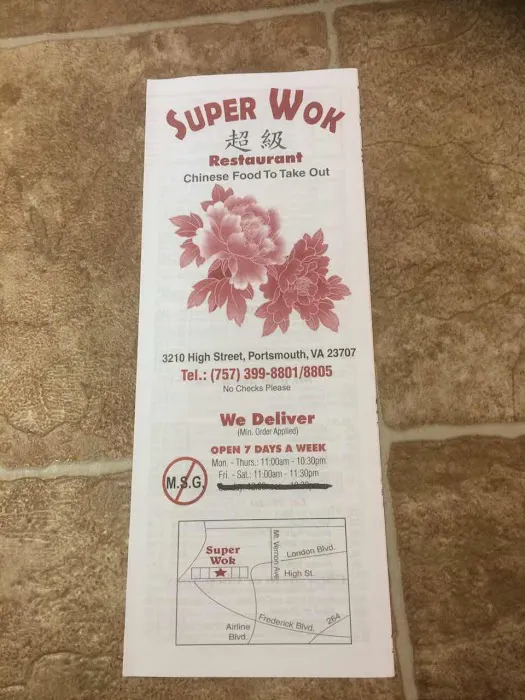 SUPER WOK
超級
Restaurant
Chinese Food To Take Out
3210 High Street, Portsmouth, VA 23707
Tel.: (757) 399-8801/8805
No Checks Please
We Deliver
(Min. Order Applied)
OPEN 7 DAYS A WEEK
Mon. - Thurs.: 11:00am - 10:30pm
Fri. - Sat.: 11:00am - 11:30pm
M.S.G.
Super
Wok
Mt. Vernon Ave.
London Blvd.
High St.
Frederick Blvd.
264
Airline
Blvd.